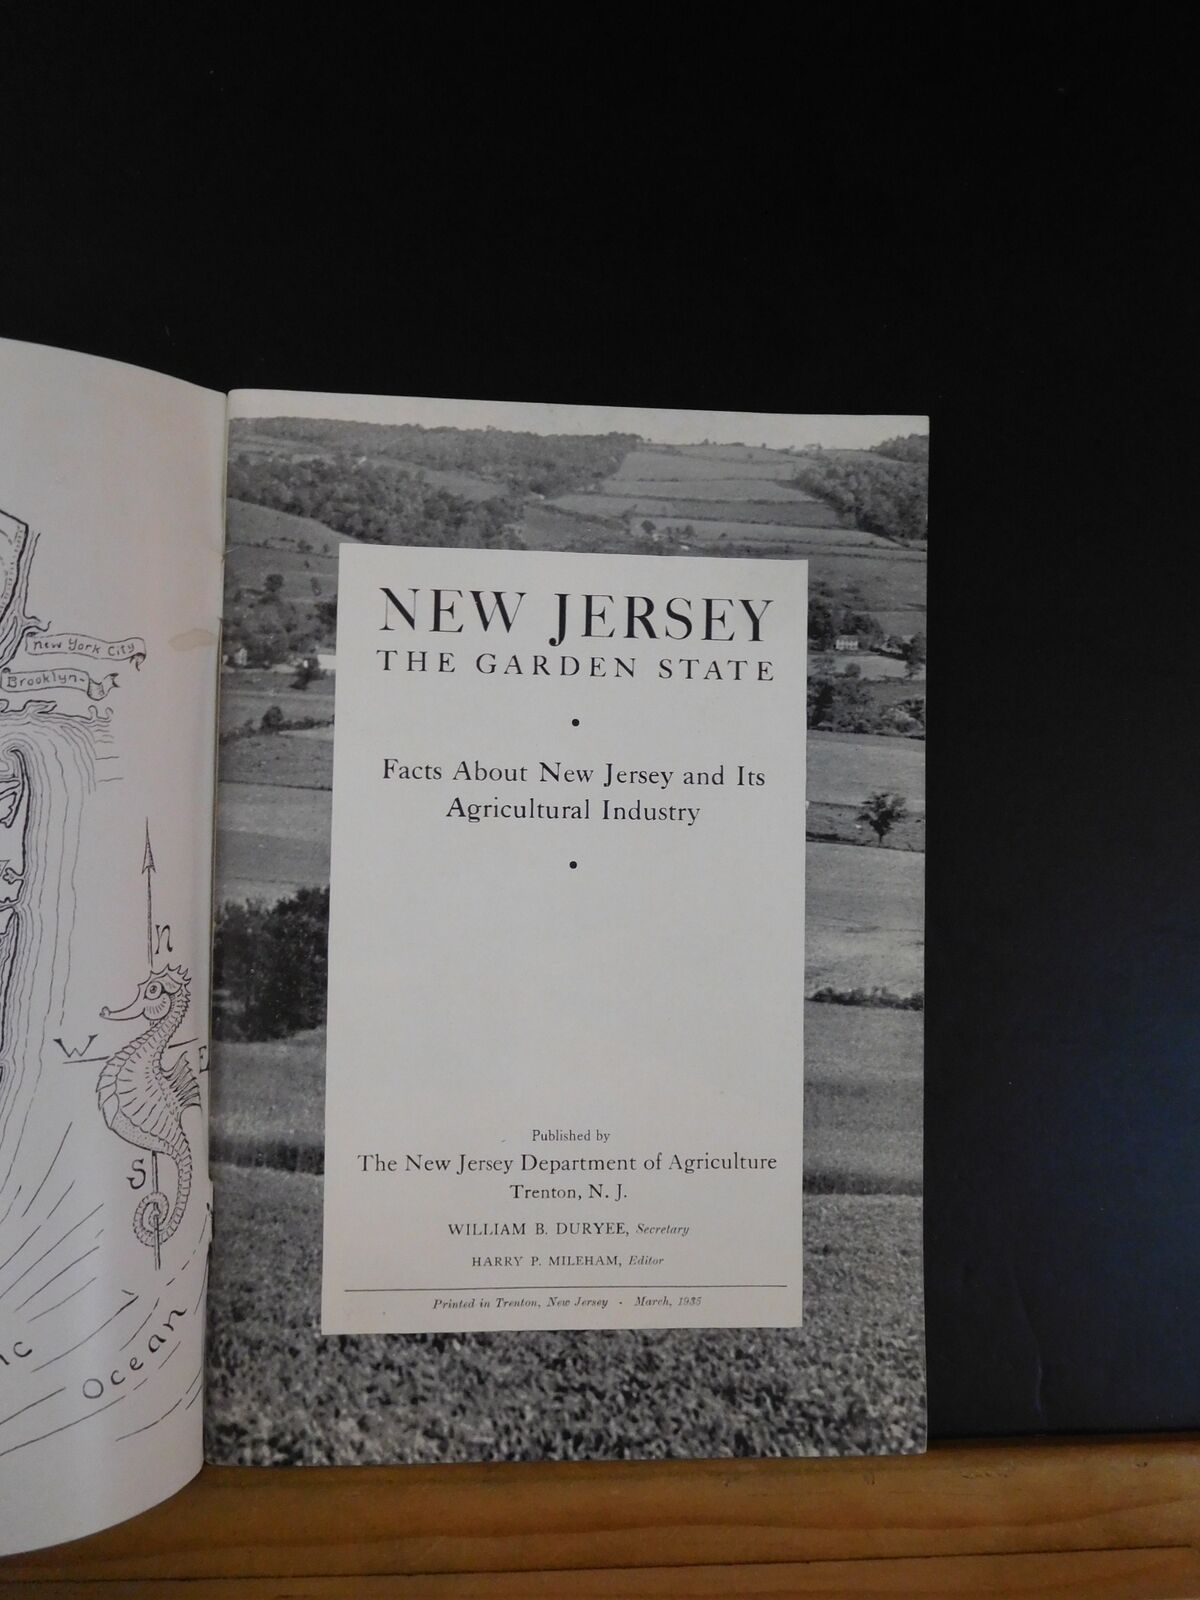 New York City
Brooklyn-
N
W
E
S
Ocean
NEW JERSEY
THE GARDEN STATE
•
Facts About New Jersey and Its
Agricultural Industry
•
Published by
The New Jersey Department of Agriculture
Trenton, N. J.
WILLIAM B. DURYEE, Secretary
HARRY P. MILEHAM, Editor
Printed in Trenton, New Jersey - March, 1935